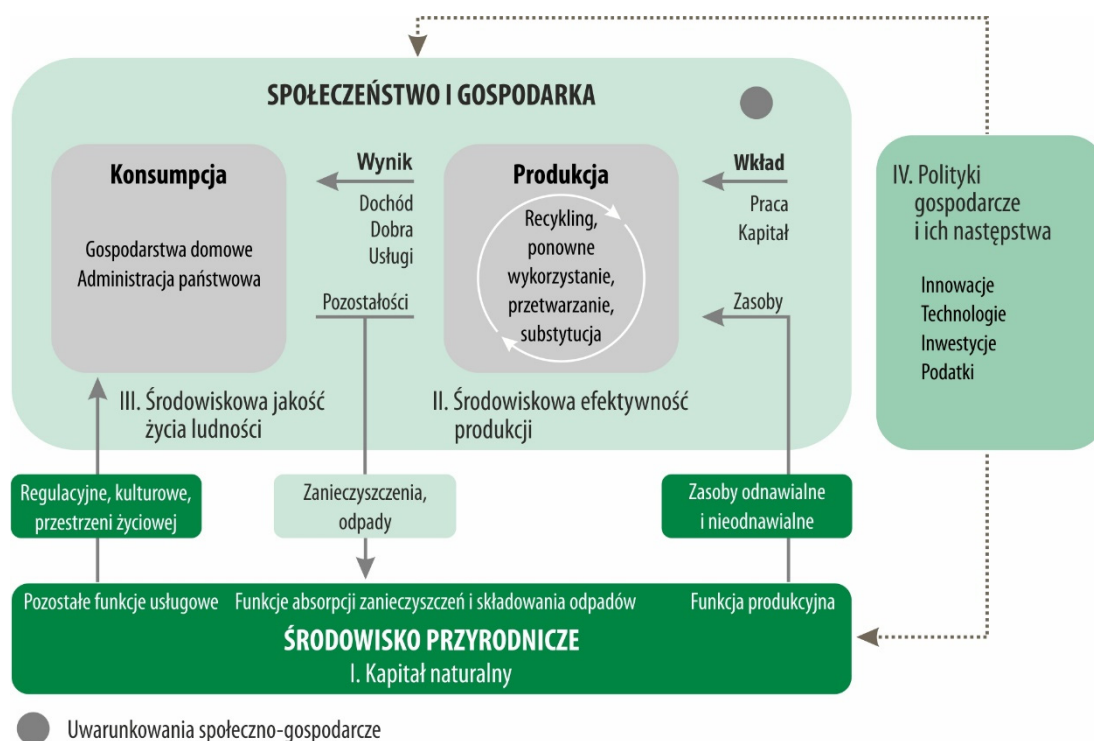 SPOŁECZEŃSTWO I GOSPODARKA
Konsumpcja
Gospodarstwa domowe
Administracja państwowa
Wynik
Dochód
Dobra
Usługi
Pozostałości
Produkcja
Recykling,
ponowne
wykorzystanie,
przetwarzanie,
substytucja
Wkład
Praca
Kapitał
Zasoby
III. Środowiskowa jakość
życia ludności
II. Środowiskowa efektywność
produkcji
IV. Polityki
gospodarcze
i ich następstwa
Innowacje
Technologie
Inwestycje
Podatki
Regulacyjne, kulturowe,
przestrzeni życiowej
Zanieczyszczenia,
odpady
Zasoby odnawialne
i nieodnawialne
Pozostałe funkcje usługowe
Funkcje absorpcji zanieczyszczeń i składowania odpadów
Funkcja produkcyjna
ŚRODOWISKO PRZYRODNICZE
I. Kapitał naturalny
Uwarunkowania społeczno-gospodarcze